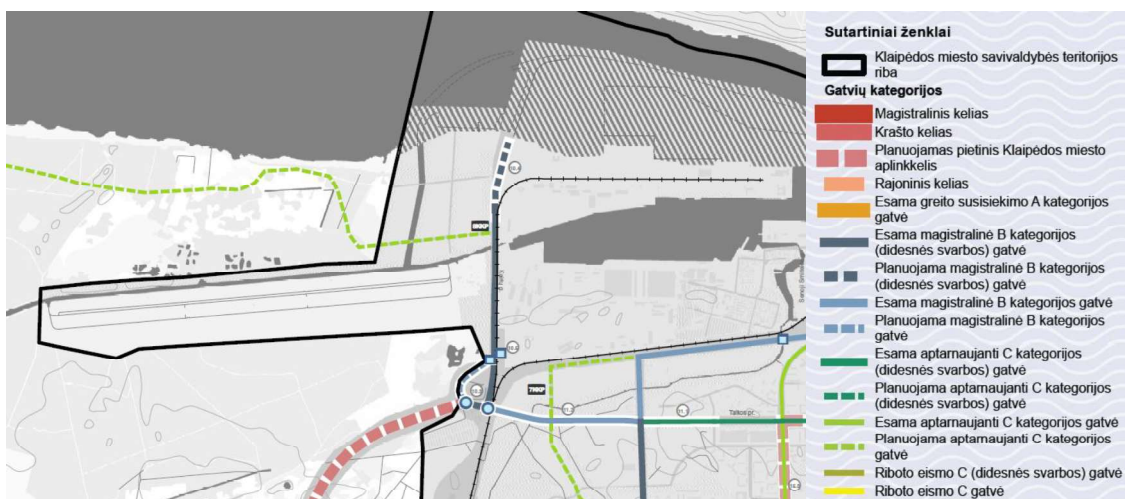 Sutartiniai ženklai
Klaipėdos miesto savivaldybės teritorijos
riba
Gatvių kategorijos
Magistralinis kelias
Krašto kelias
Planuojamas pietinis Klaipėdos miesto
aplinkkelis
Rajoninis kelias
Esama greito susisiekimo A kategorijos
gatvė
Esama magistralinė B kategorijos
(didesnės svarbos) gatvė
Planuojama magistralinė B kategorijos
(didesnės svarbos) gatvė
Esama magistralinė B kategorijos gatvė
Planuojama magistralinė B kategorijos
gatvė
Esama aptarnaujanti C kategorijos
(didesnės svarbos) gatvė
Planuojama aptarnaujanti C kategorijos
(didesnės svarbos) gatvė
Esama aptarnaujanti C kategorijos gatvė
Planuojama aptarnaujanti C kategorijos
gatvė
Riboto eismo C (didesnės svarbos) gatvė
Riboto eismo C gatvė
Taikos pr.